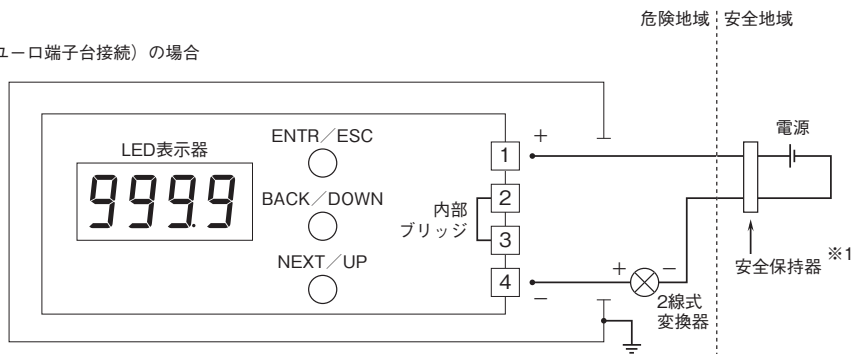 危険地域 安全地域
ユーロ端子台接続）の場合
電源
LED表示器
999.9
ENTR／ESC
BACK／DOWN
NEXT／UP
内部
ブリッジ
1
2
3
4
＋
－
＋ －
2線式
変換器
安全保持器 ※1